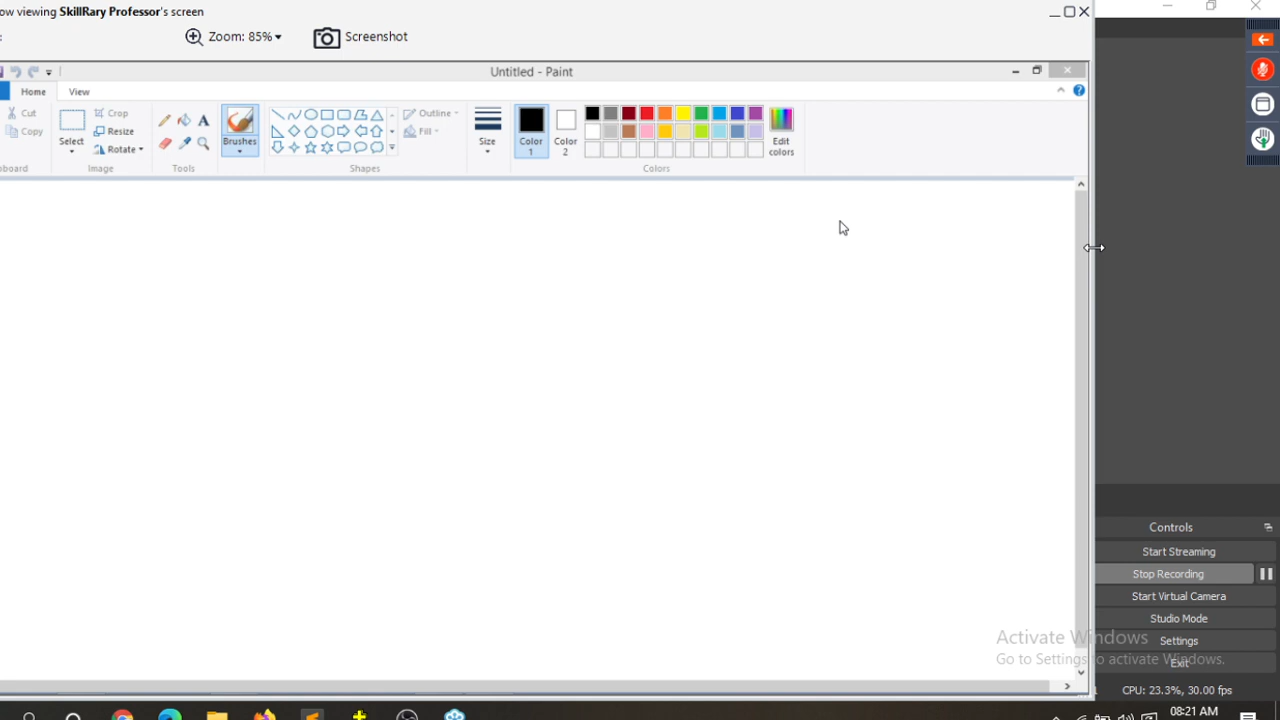 ow viewing SkillRary Professor's screen
Zoom: 85%
Screenshot
Untitled - Paint
Home
View
Cut
Copy
Select
Crop
Resize
Rotate
Brushes
Outline
Fill
Size
Color
1
Color
2
Edit
colors
board
Image
Tools
Shapes
Colors
Controls
Start Streaming
Stop Recording
Start Virtual Camera
Studio Mode
Settings
Exit
Activate Windows
Go to Settings to activate Windows.
CPU: 23.3%, 30.00 fps
08:21 AM